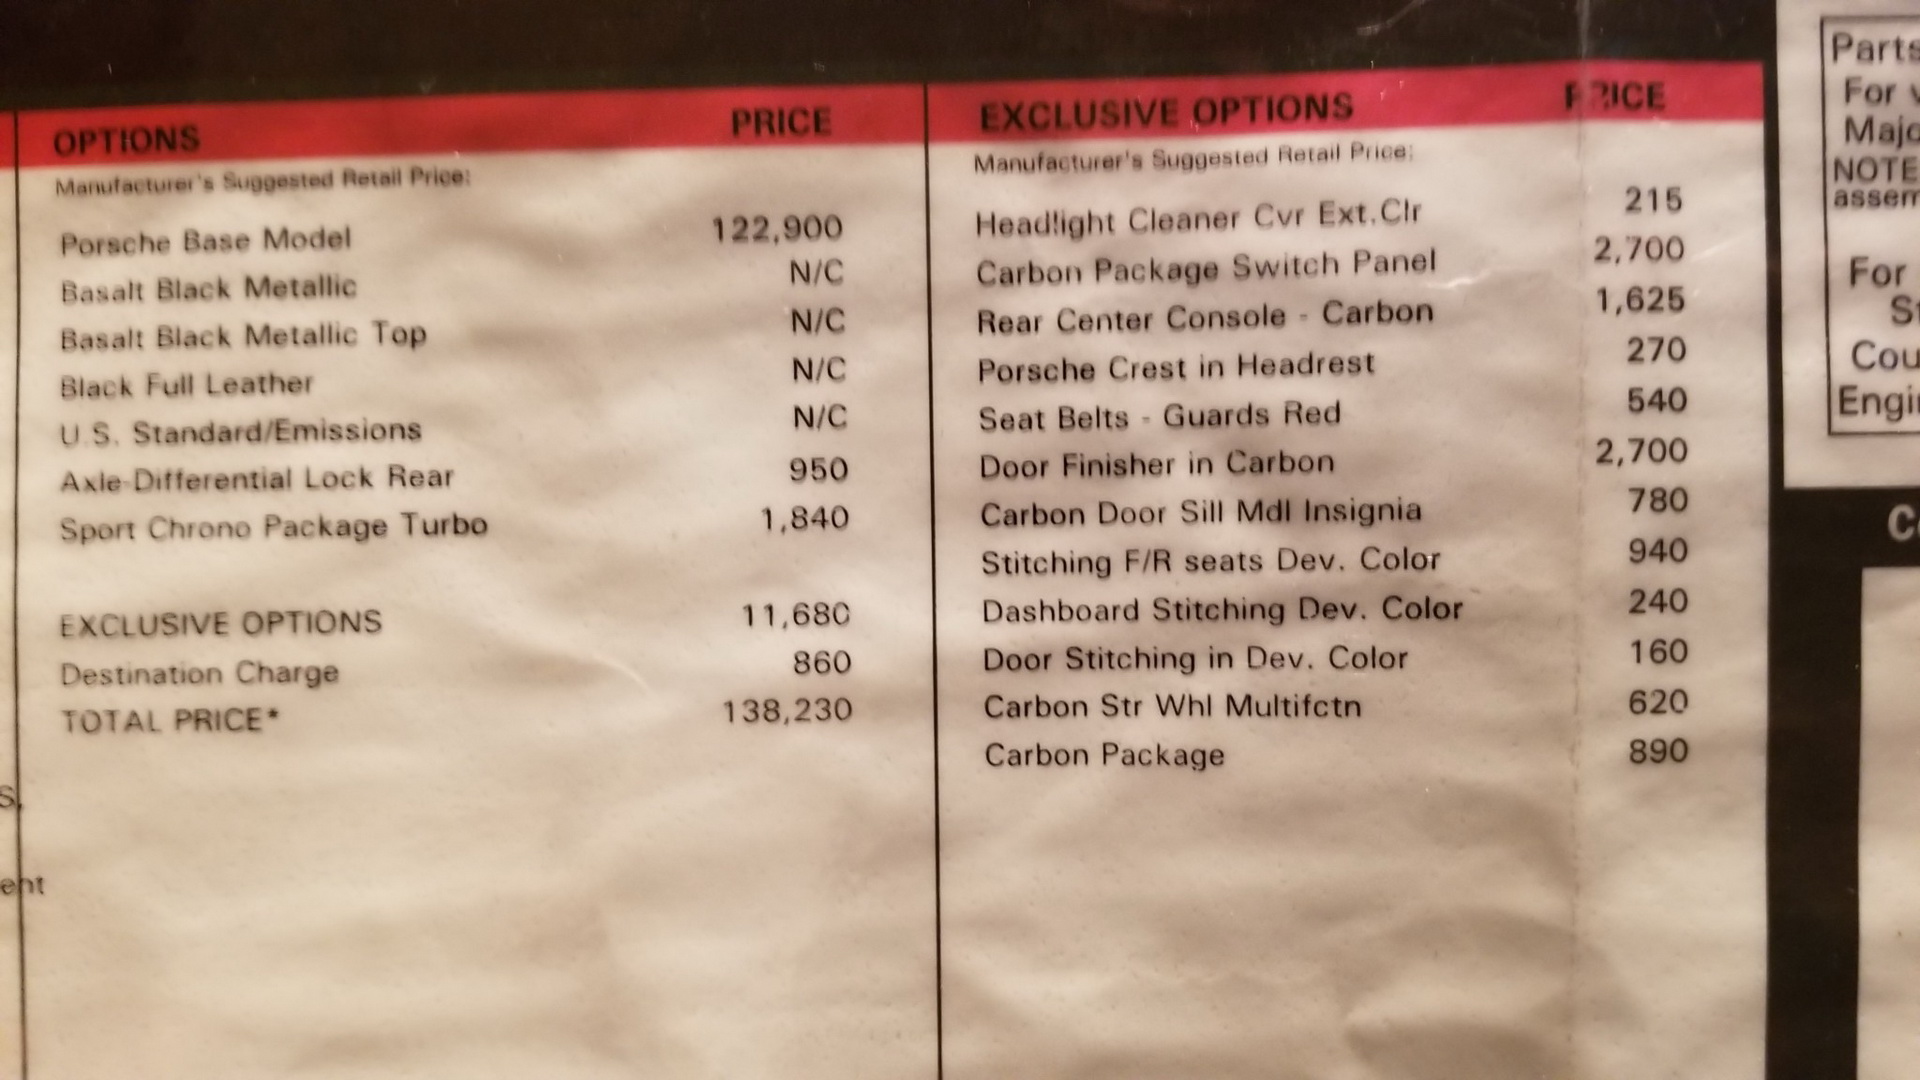 OPTIONS PRICE
Manufacturer's Suggested Retail Price:
Porsche Base Model 122,900
Basalt Black Metallic N/C
Basalt Black Metallic Top N/C
Black Full Leather N/C
U.S. Standard/Emissions N/C
Axle-Differential Lock Rear 950
Sport Chrono Package Turbo 1,840
EXCLUSIVE OPTIONS 11,680
Destination Charge 860
TOTAL PRICE* 138,230
EXCLUSIVE OPTIONS PRICE
Manufacturer's Suggested Retail Price:
Headlight Cleaner Cvr Ext.Clr 215
Carbon Package Switch Panel 2,700
Rear Center Console - Carbon 1,625
Porsche Crest in Headrest 270
Seat Belts - Guards Red 540
Door Finisher in Carbon 2,700
Carbon Door Sill Mdl Insignia 780
Stitching F/R seats Dev. Color 940
Dashboard Stitching Dev. Color 240
Door Stitching in Dev. Color 160
Carbon Str Whl Multifctn 620
Carbon Package 890
Parts
For
NOTE
For